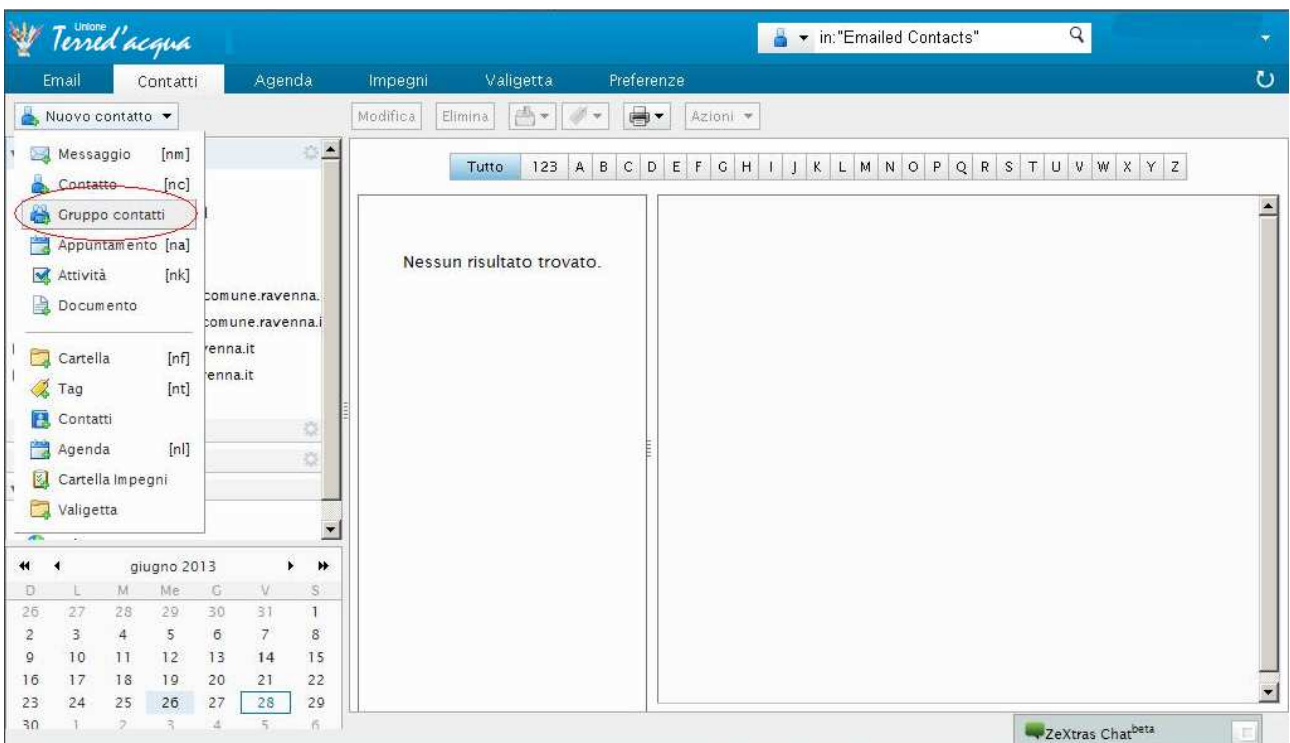 Unione
Terred'acqua
in:"Emailed Contacts"
Email Contatti Agenda Impegni Valigetta Preferenze
Nuovo contatto Modifica Elimina Azioni
Messaggio [nm]
Contatto [nc]
Gruppo contatti
Appuntamento [na]
Attività [nk]
Documento
comune.ravenna.
comune.ravenna.i
Cartella [nf]
Tag [nt]
Contatti
Agenda [nl]
Cartella Impegni
Valigetta
Tutto 123 A B C D E F G H I J K L M N O P Q R S T U V W X Y Z
Nessun risultato trovato.
giugno 2013
D L M Me G V S
26 27 28 29 30 31 1
2 3 4 5 6 7 8
9 10 11 12 13 14 15
16 17 18 19 20 21 22
23 24 25 26 27 28 29
30 1 2 3 4 5 6
ZeXtras Chat beta